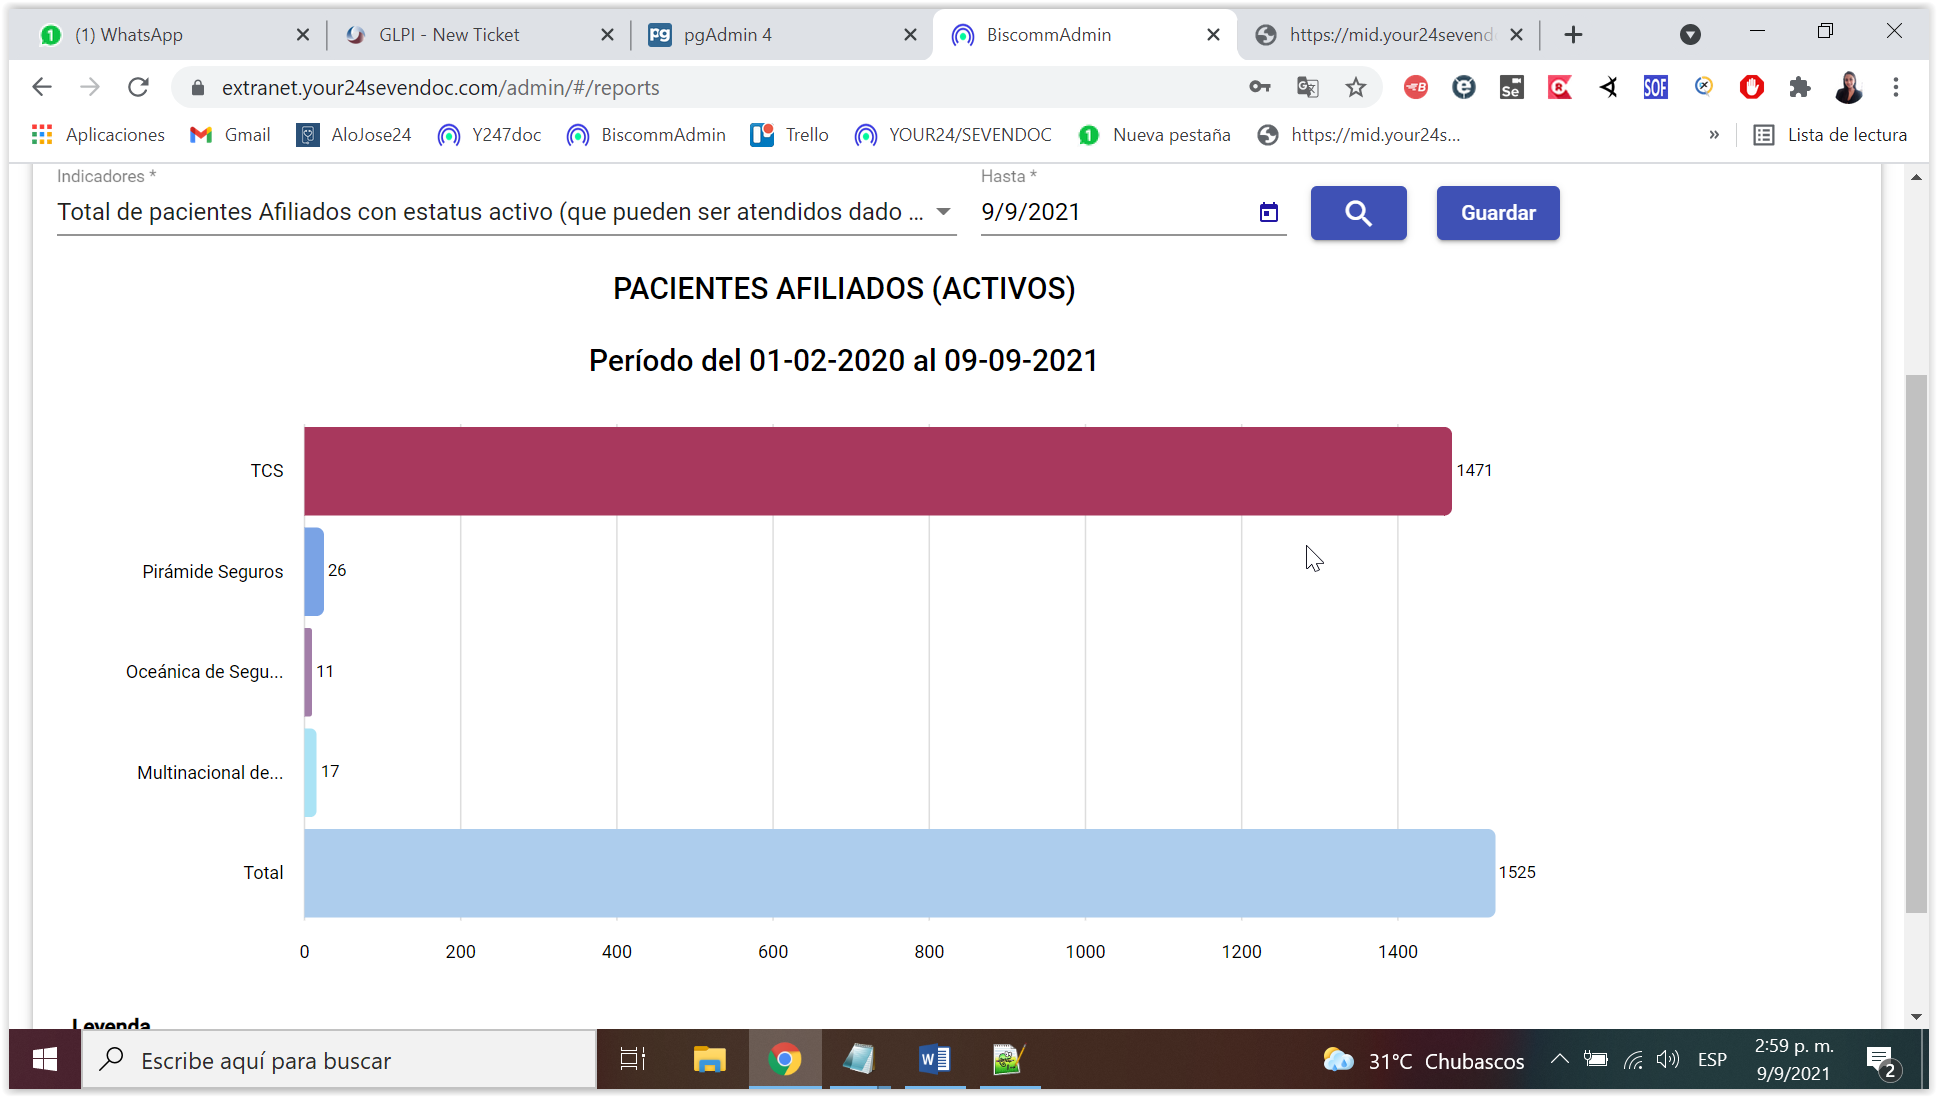 (1) WhatsApp
GLPI - New Ticket
pgAdmin 4
BiscommAdmin
https://mid.your24sevend
extranet.your24sevendoc.com/admin/#/reports
Aplicaciones
Gmail
AloJose24
Y247doc
BiscommAdmin
Trello
YOUR24/SEVENDOC
Nueva pestaña
https://mid.your24s...
»
Lista de lectura
Indicadores *
Total de pacientes Afiliados con estatus activo (que pueden ser atendidos dado ...
Hasta *
9/9/2021
Guardar
PACIENTES AFILIADOS (ACTIVOS)
Período del 01-02-2020 al 09-09-2021
TCS
1471
Pirámide Seguros
26
Oceánica de Segu...
11
Multinacional de...
17
Total
1525
0 200 400 600 800 1000 1200 1400
Leyenda
Escribe aquí para buscar
31°C Chubascos
ESP
2:59 p. m.
9/9/2021
2